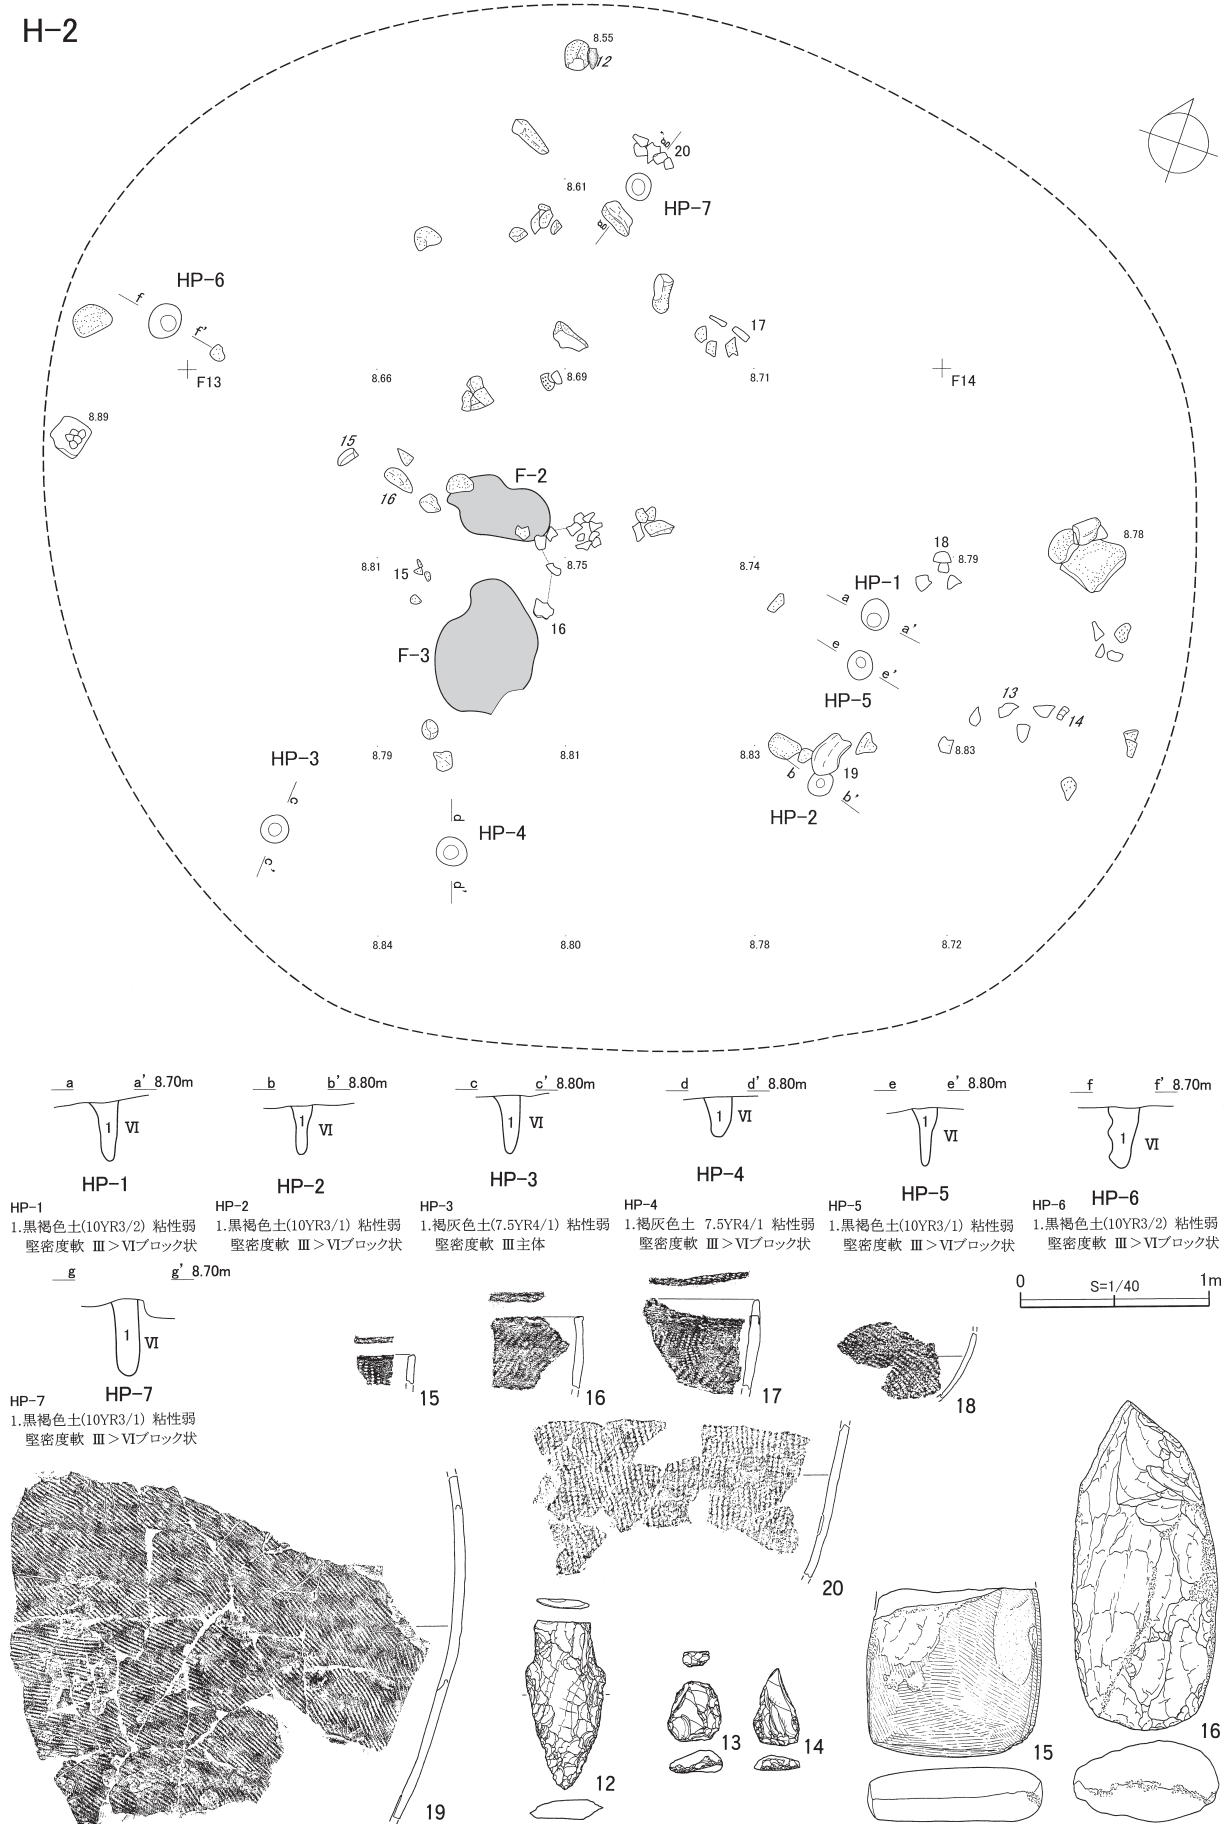 H-2
8.55
12
20
g'
8.61
HP-7
g
HP-6
f
f'
17
F13
8.66
8.69
8.71
F14
8.89
15
16
F-2
8.78
18
8.79
8.81
8.75
8.74
15
HP-1
a
a'
16
F-3
e
e'
HP-5
13
14
HP-3
8.79
8.81
8.83
8.83
19
b
b'
HP-2
c
c'
d
HP-4
d'
8.84
8.80
8.78
8.72
a a' 8.70m
1 VI
HP-1
b b' 8.80m
1 VI
HP-2
c c' 8.80m
1 VI
HP-3
d d' 8.80m
1 VI
HP-4
e e' 8.80m
1 VI
HP-5
f f' 8.70m
1 VI
HP-6
HP-1
1.黒褐色土(10YR3/2) 粘性弱
堅密度軟 Ⅲ＞Ⅵブロック状
HP-2
1.黒褐色土(10YR3/1) 粘性弱
堅密度軟 Ⅲ＞Ⅵブロック状
HP-3
1.褐灰色土(7.5YR4/1) 粘性弱
堅密度軟 Ⅲ主体
HP-4
1.褐灰色土 7.5YR4/1 粘性弱
堅密度軟 Ⅲ＞Ⅵブロック状
HP-5
1.黒褐色土(10YR3/1) 粘性弱
堅密度軟 Ⅲ＞Ⅵブロック状
HP-6
1.黒褐色土(10YR3/2) 粘性弱
堅密度軟 Ⅲ＞Ⅵブロック状
g g' 8.70m
1 VI
HP-7
HP-7
1.黒褐色土(10YR3/1) 粘性弱
堅密度軟 Ⅲ＞Ⅵブロック状
0 S=1/40 1m
15
16
17
18
20
19
12
13
14
15
16